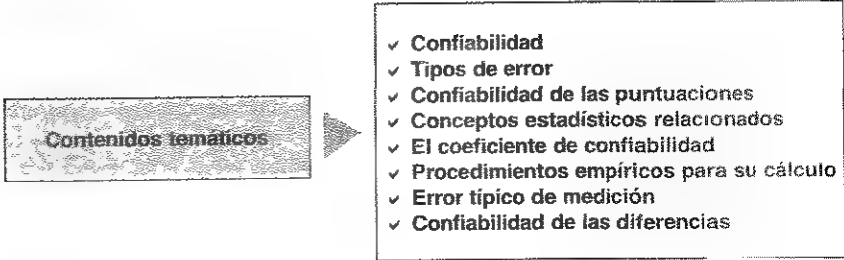 Contenidos temáticos
✓ Confiabilidad
✓ Tipos de error
✓ Confiabilidad de las puntuaciones
✓ Conceptos estadísticos relacionados
✓ El coeficiente de confiabilidad
✓ Procedimientos empíricos para su cálculo
✓ Error típico de medición
✓ Confiabilidad de las diferencias